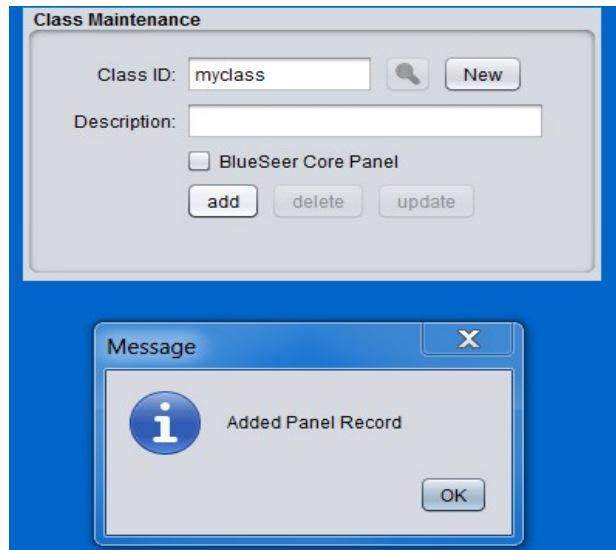 Class Maintenance
Class ID: myclass New
Description:
BlueSeer Core Panel
add delete update
Message
Added Panel Record
OK